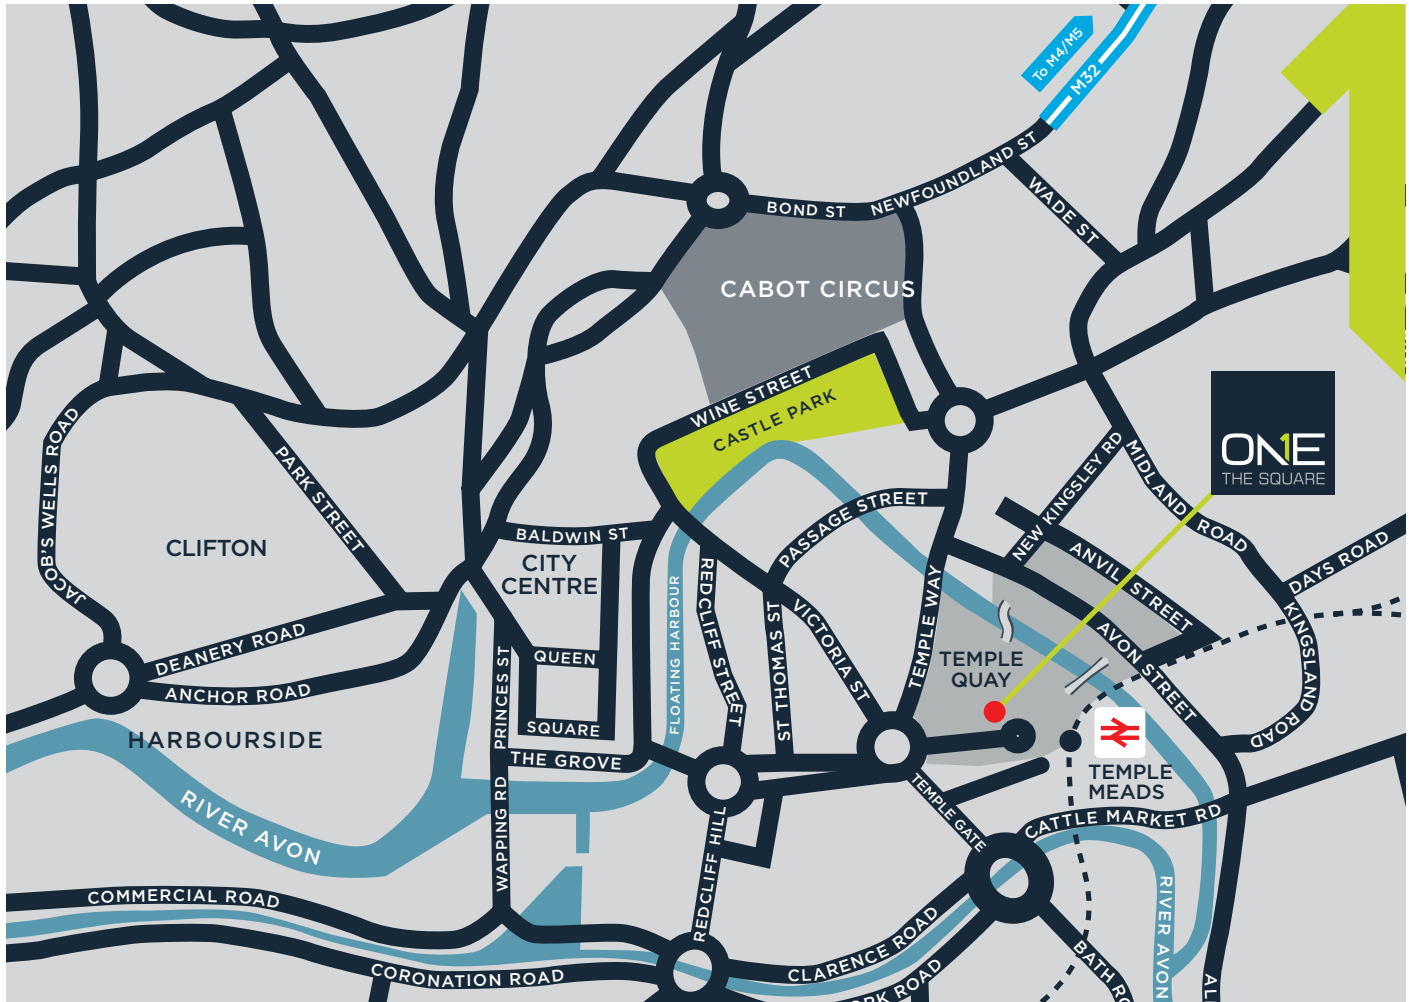 To M4/M5
M32
NEWFOUNDLAND ST
BOND ST
WADE ST
CABOT CIRCUS
WINE STREET
CASTLE PARK
ONE
THE SQUARE
JACOB'S WELLS ROAD
PARK STREET
CLIFTON
BALDWIN ST
CITY
CENTRE
PASSAGE STREET
NEW KINGSLEY RD
MIDLAND ROAD
ANVIL STREET
DAYS ROAD
KINGSLAND ROAD
AVON STREET
FLOATING HARBOUR
REDCLIFF STREET
ST THOMAS ST
VICTORIA ST
TEMPLE WAY
TEMPLE
QUAY
DEANERY ROAD
ANCHOR ROAD
PRINCES ST
QUEEN
SQUARE
THE GROVE
HARBOURSIDE
RIVER AVON
WAPPING RD
TEMPLE
MEADS
TEMPLE GATE
CATTLE MARKET RD
REDCLIFF HILL
COMMERCIAL ROAD
CORONATION ROAD
CLARENCE ROAD
BATH
RIVER AVON